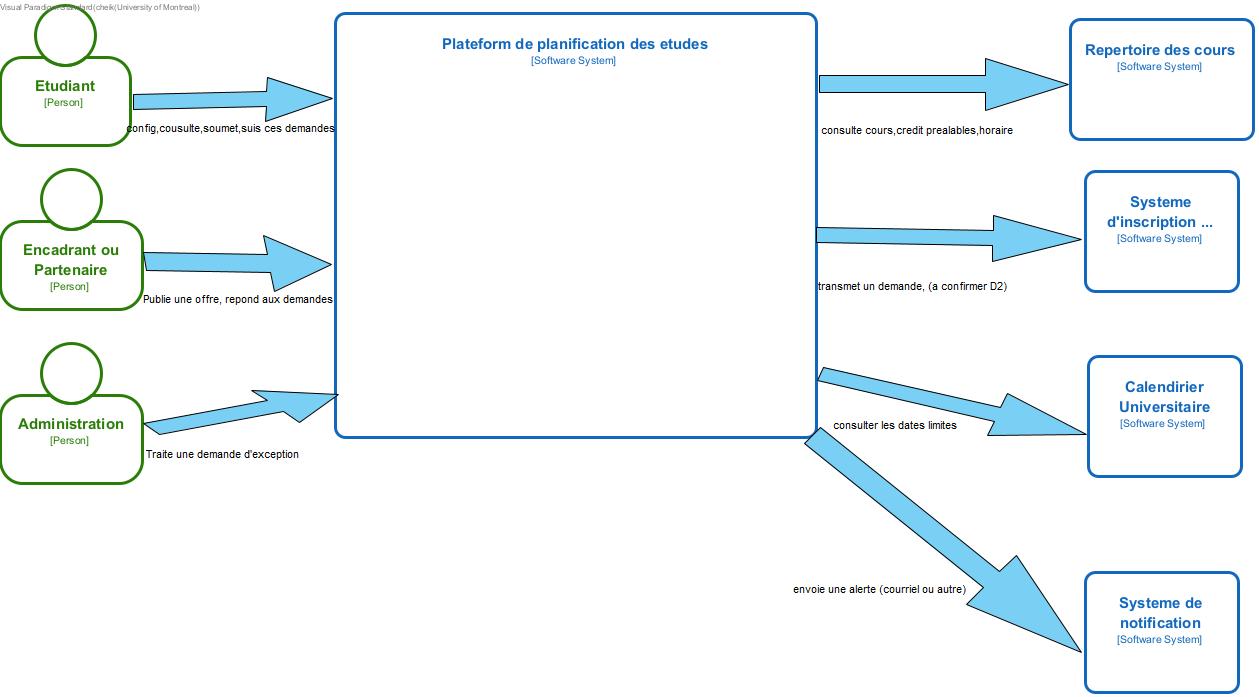 Visual Paradigm Standard(cheik(University of Montreal))
Etudiant
[Person]
config,cousulte,soumet,suis ces demandes
Encadrant ou
Partenaire
[Person]
Publie une offre, repond aux demandes
Administration
[Person]
Traite une demande d'exception
Plateform de planification des etudes
[Software System]
consulte cours,credit prealables,horaire
transmet un demande, (a confirmer D2)
consulter les dates limites
envoie une alerte (courriel ou autre)
Repertoire des cours
[Software System]
Systeme
d'inscription ...
[Software System]
Calendirier
Universitaire
[Software System]
Systeme de
notification
[Software System]